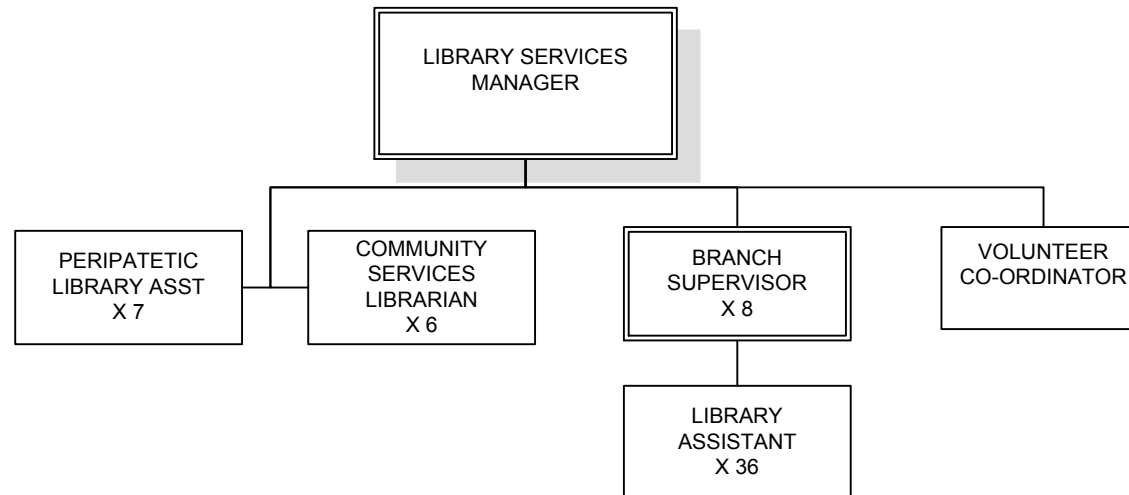 LIBRARY SERVICES
MANAGER
PERIPATETIC
LIBRARY ASST
X 7
COMMUNITY
SERVICES
LIBRARIAN
X 6
BRANCH
SUPERVISOR
X 8
VOLUNTEER
CO-ORDINATOR
LIBRARY
ASSISTANT
X 36